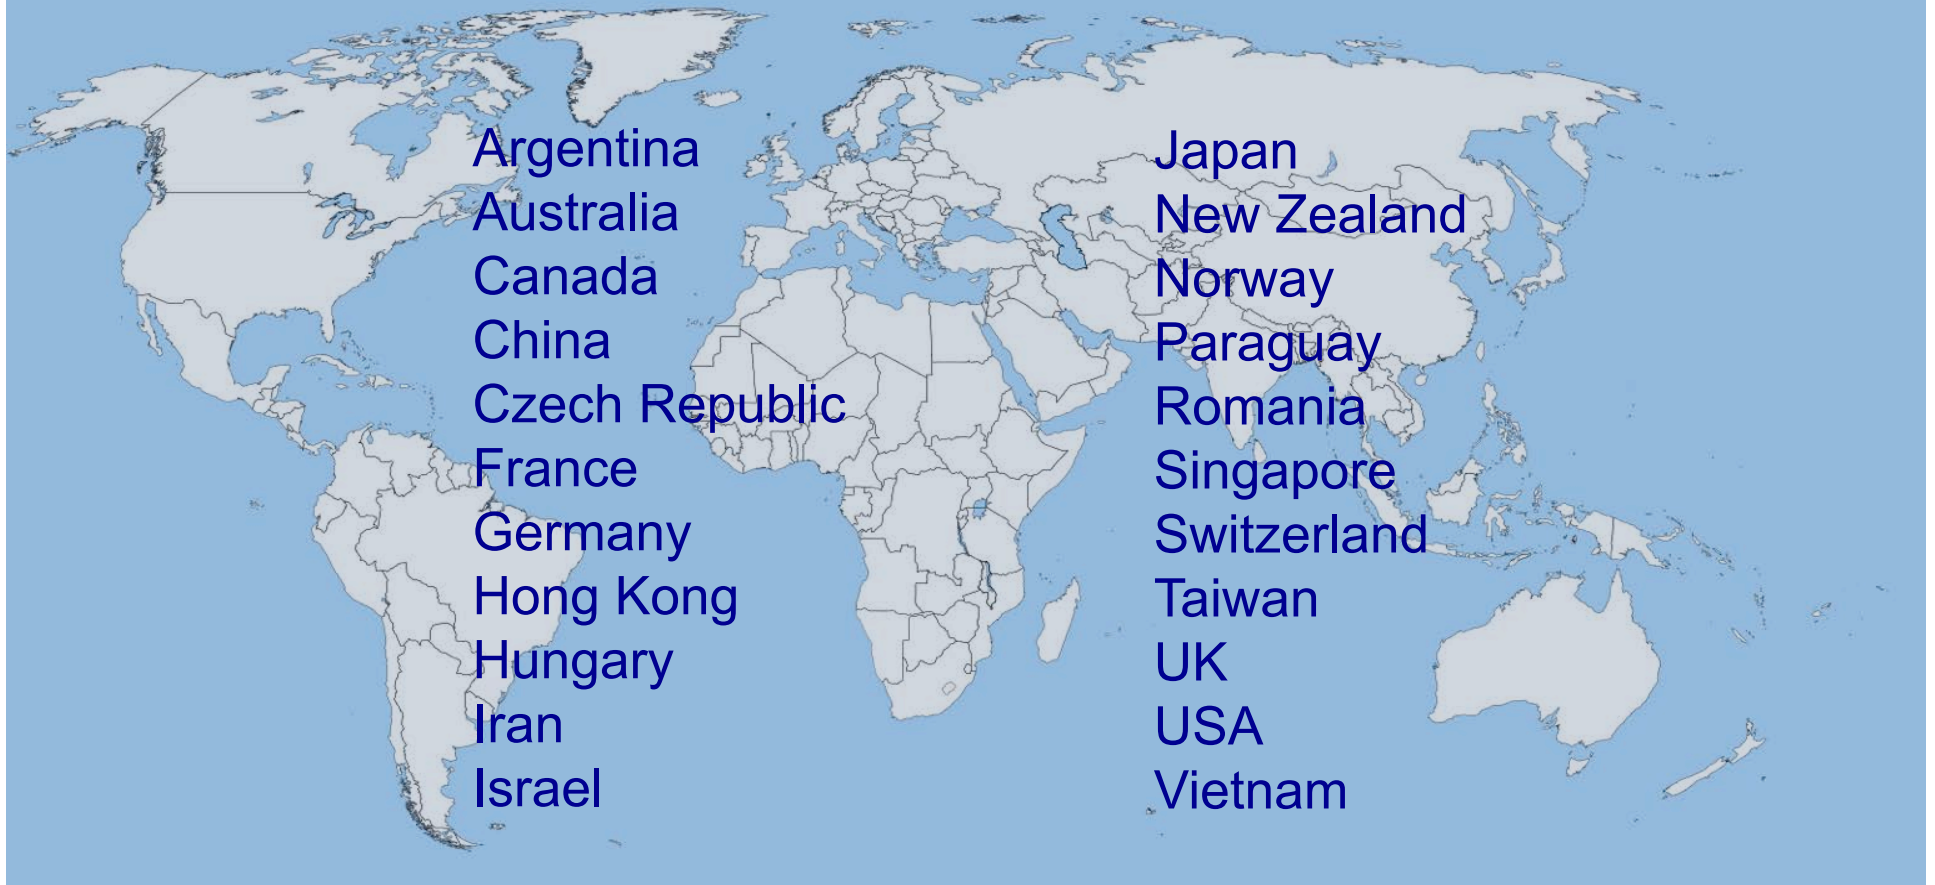 Argentina
Australia
Canada
China
Czech Republic
France
Germany
Hong Kong
Hungary
Iran
Israel
Japan
New Zealand
Norway
Paraguay
Romania
Singapore
Switzerland
Taiwan
UK
USA
Vietnam